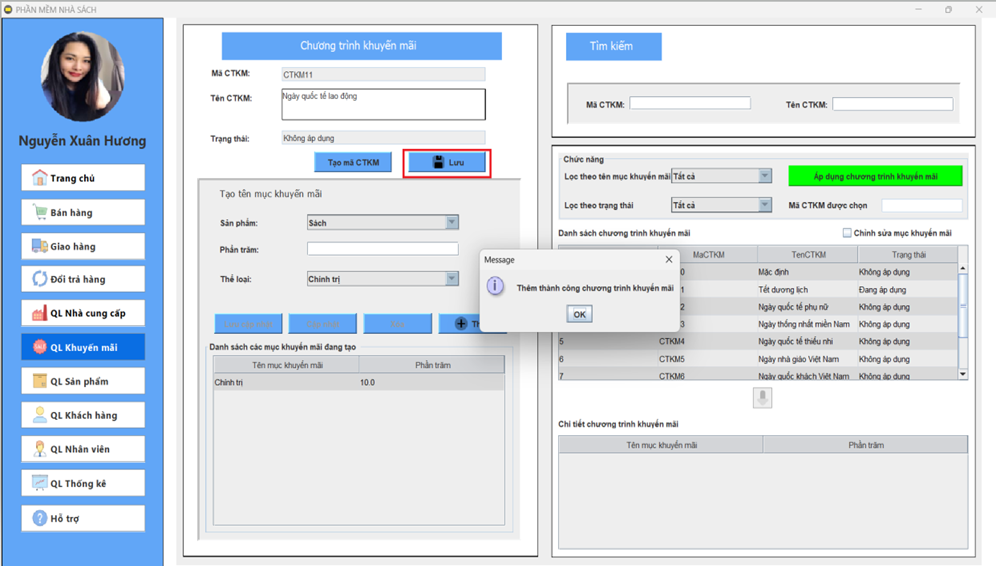 PHẦN MỀM NHÀ SÁCH
Nguyễn Xuân Hương
Trang chủ
Bán hàng
Giao hàng
Đổi trả hàng
QL Nhà cung cấp
SALE QL Khuyến mãi
QL Sản phẩm
QL Khách hàng
QL Nhân viên
QL Thống kê
? Hỗ trợ
Chương trình khuyến mãi
Mã CTKM: CTKM11
Tên CTKM: Ngày quốc tế lao động
Trạng thái: Không áp dụng
Tạo mã CTKM Lưu
Tạo tên mục khuyến mãi
Sản phẩm: Sách
Phần trăm:
Thể loại: Chính trị
Danh sách các mục khuyến mãi đang tạo
Tên mục khuyến mãi Phần trăm
Chính trị 10.0
Message
Thêm thành công chương trình khuyến mãi
OK
Tìm kiếm
Mã CTKM: Tên CTKM:
Chức năng
Lọc theo tên mục khuyến mãi Tất cả Áp dụng chương trình khuyến mãi
Lọc theo trạng thái Tất cả Mã CTKM được chọn
Danh sách chương trình khuyến mãi Chỉnh sửa mục khuyến mãi
MaCTKM TenCTKM Trạng thái
0 Mặc định Không áp dụng
1 Tết dương lịch Đang áp dụng
2 Ngày quốc tế phụ nữ Không áp dụng
3 Ngày thống nhất miền Nam Không áp dụng
5 CTKM4 Ngày quốc tế thiếu nhi Không áp dụng
6 CTKM5 Ngày nhà giáo Việt Nam Không áp dụng
7 CTKM6 Ngày quốc khách Việt Nam Không áp dụng
Chi tiết chương trình khuyến mãi
Tên mục khuyến mãi Phần trăm